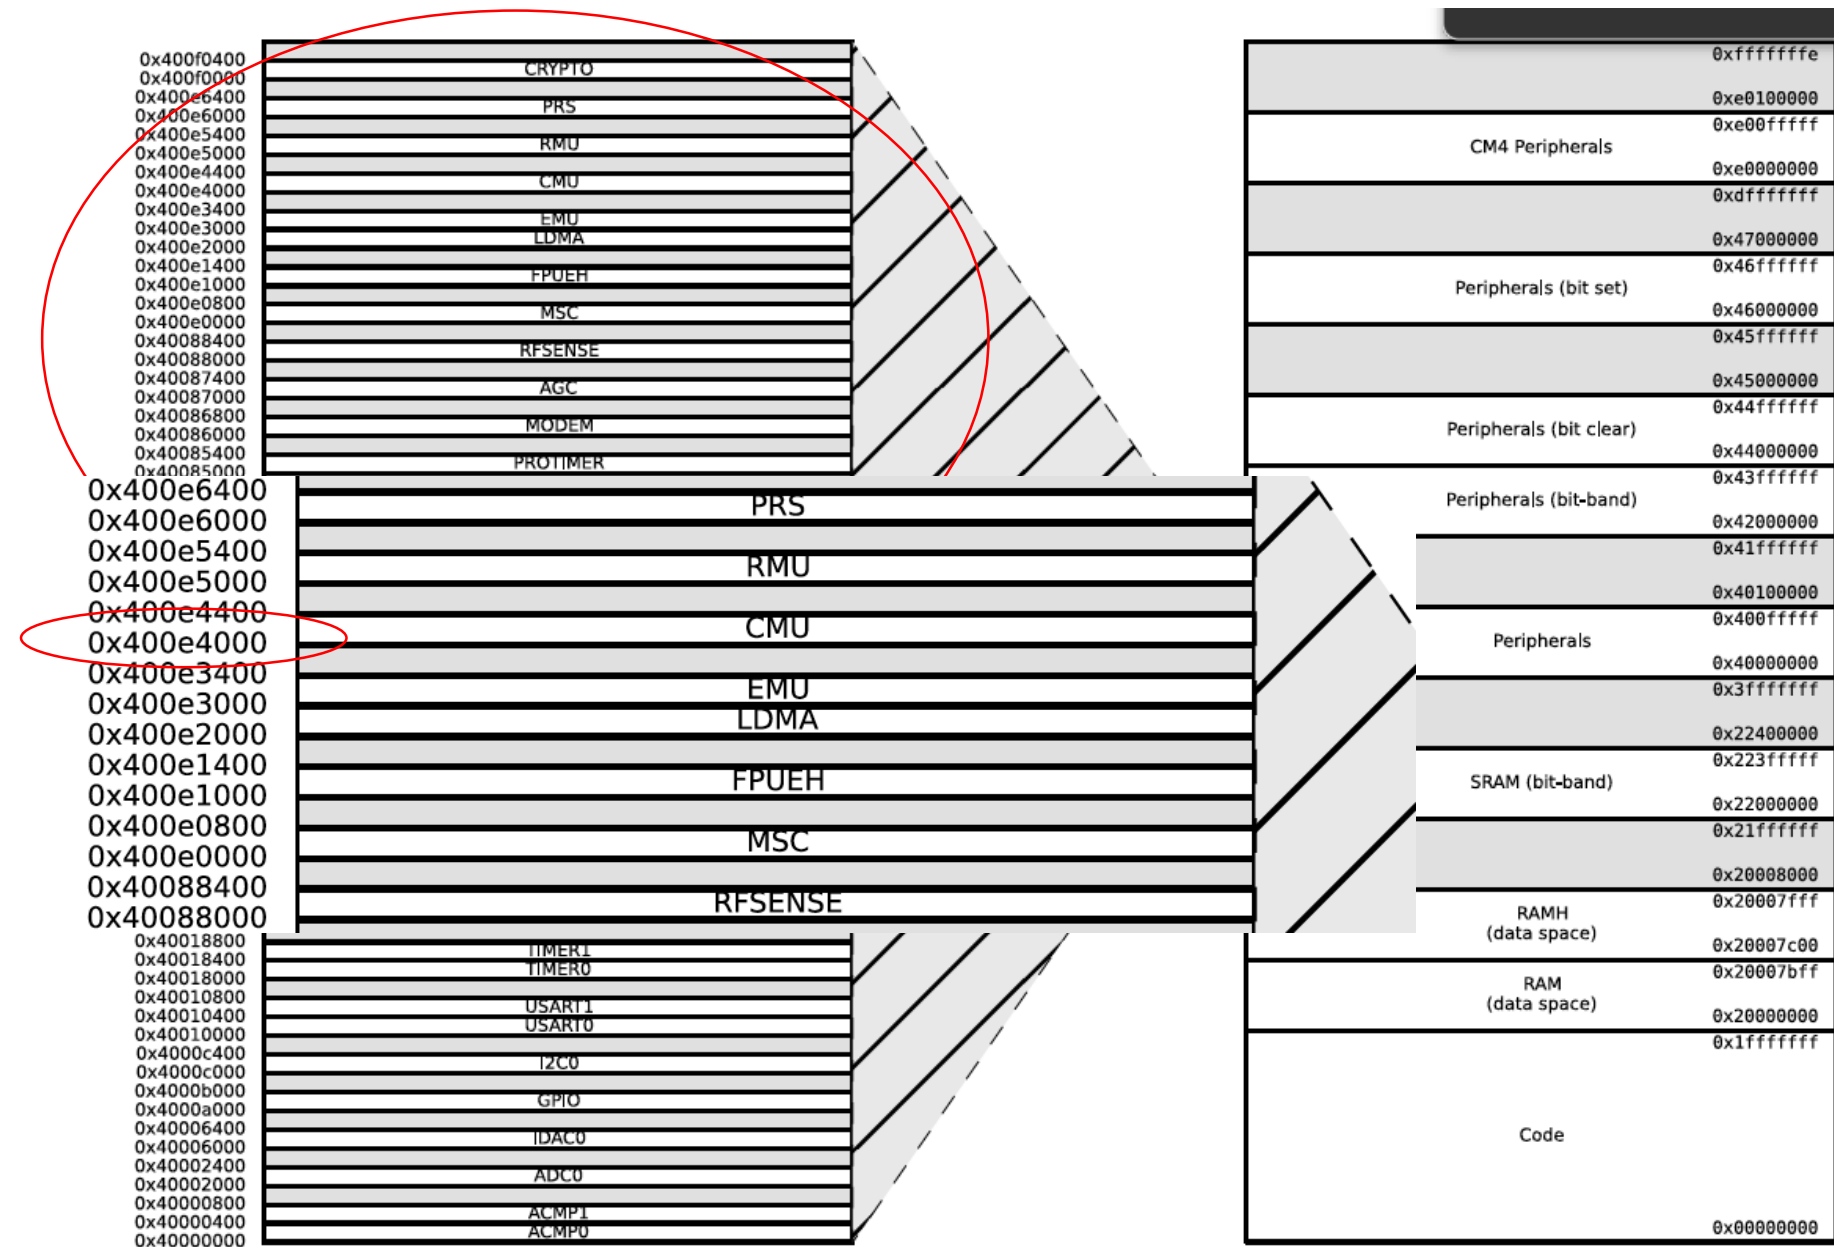 0x400f0400
CRYPTO
0x400f0000
0x400e6400
PRS
0x400e6000
0x400e5400
RMU
0x400e5000
0x400e4400
CMU
0x400e4000
0x400e3400
EMU
0x400e3000
LDMA
0x400e2000
0x400e1400
FPUEH
0x400e1000
0x400e0800
MSC
0x400e0000
0x40088400
RFSENSE
0x40088000
0x40087400
AGC
0x40087000
0x40086800
MODEM
0x40086000
0x40085400
PROTIMER
0x40085000
0x400e6400
PRS
0x400e6000
0x400e5400
RMU
0x400e5000
0x400e4400
CMU
0x400e4000
0x400e3400
EMU
0x400e3000
LDMA
0x400e2000
0x400e1400
FPUEH
0x400e1000
0x400e0800
MSC
0x400e0000
0x40088400
RFSENSE
0x40088000
0x40018800
TIMER1
0x40018400
TIMER0
0x40018000
0x40010800
USART1
0x40010400
USART0
0x40010000
0x4000c400
I2C0
0x4000c000
0x4000b000
GPIO
0x4000a000
0x40006400
IDAC0
0x40006000
0x40002400
ADC0
0x40002000
0x40000800
ACMP1
0x40000400
ACMP0
0x40000000
0xfffffffe
0xe0100000
0xe00fffff
CM4 Peripherals
0xe0000000
0xdfffffff
0x47000000
0x46ffffff
Peripherals (bit set)
0x46000000
0x45ffffff
0x45000000
0x44ffffff
Peripherals (bit clear)
0x44000000
0x43ffffff
Peripherals (bit-band)
0x42000000
0x41ffffff
0x40100000
0x400fffff
Peripherals
0x40000000
0x3fffffff
0x22400000
0x223fffff
SRAM (bit-band)
0x22000000
0x21ffffff
0x20008000
0x20007fff
RAMH
(data space)
0x20007c00
0x20007bff
RAM
(data space)
0x20000000
0x1fffffff
Code
0x00000000